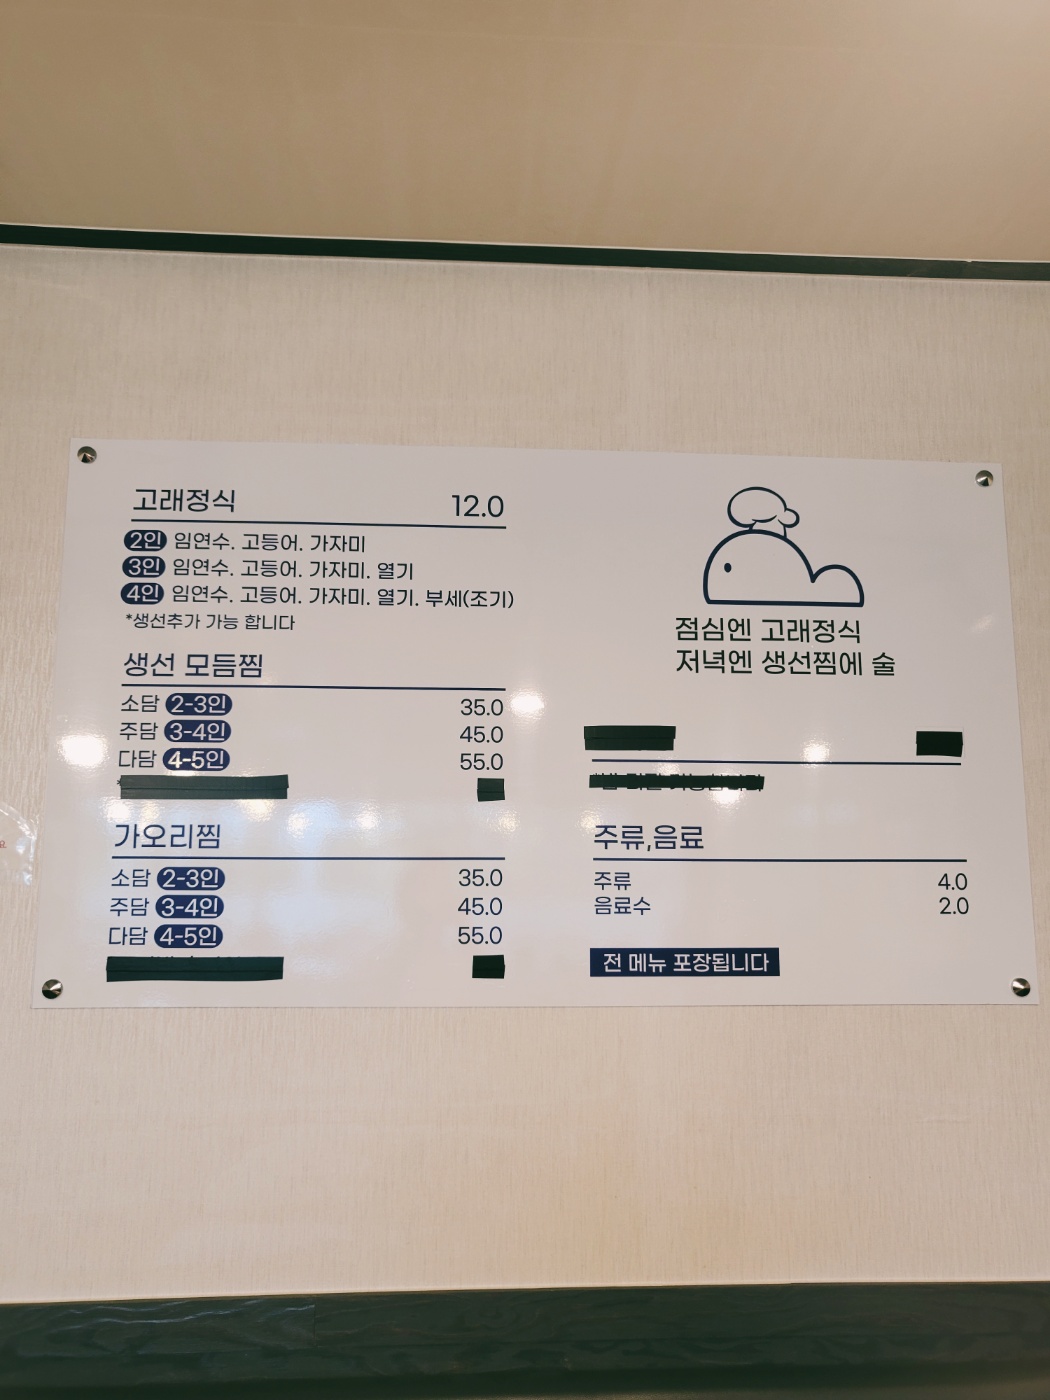 고래정식 12.0
2인 임연수. 고등어. 가자미
3인 임연수. 고등어. 가자미. 열기
4인 임연수. 고등어. 가자미. 열기. 부세(조기)
*생선추가 가능 합니다
생선 모듬찜
소담 2-3인 35.0
주담 3-4인 45.0
다담 4-5인 55.0
가오리찜
소담 2-3인 35.0
주담 3-4인 45.0
다담 4-5인 55.0
점심엔 고래정식
저녁엔 생선찜에 술
주류,음료
주류 4.0
음료수 2.0
전 메뉴 포장됩니다